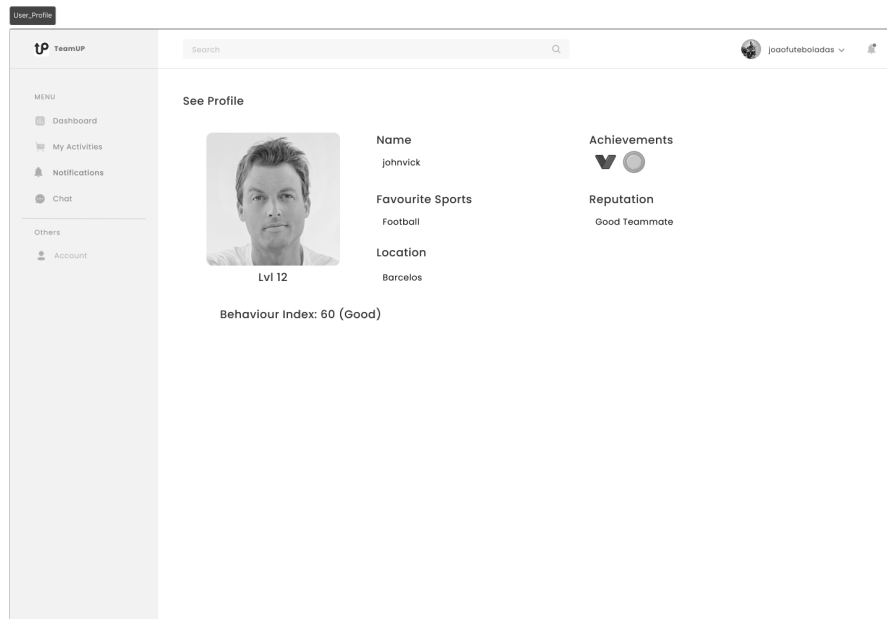 User_Profile
TeamUP
Search
joaofuteboladas
MENU
Dashboard
My Activities
Notifications
Chat
Others
Account
See Profile
Name
johnvick
Favourite Sports
Football
Location
Barcelos
Achievements
Reputation
Good Teammate
Lvl 12
Behaviour Index: 60 (Good)